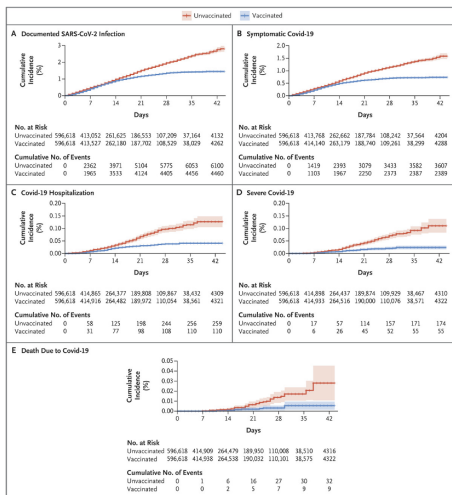 Unvaccinated Vaccinated
A Documented SARS-CoV-2 Infection
Cumulative Incidence (%)
3
2
1
0
0 7 14 21 28 35 42
Days
No. at Risk
Unvaccinated 596,618 413,052 261,625 186,553 107,209 37,164 4132
Vaccinated 596,618 413,527 262,180 187,702 108,529 38,029 4262
Cumulative No. of Events
Unvaccinated 0 2362 3971 5104 5775 6053 6100
Vaccinated 0 1965 3533 4124 4405 4456 4460
B Symptomatic Covid-19
Cumulative Incidence (%)
2.0
1.5
1.0
0.5
0.0
0 7 14 21 28 35 42
Days
No. at Risk
Unvaccinated 596,618 413,768 262,662 187,784 108,242 37,564 4204
Vaccinated 596,618 414,140 263,179 188,740 109,261 38,299 4288
Cumulative No. of Events
Unvaccinated 0 1419 2393 3079 3433 3582 3607
Vaccinated 0 1103 1967 2250 2373 2387 2389
C Covid-19 Hospitalization
Cumulative Incidence (%)
0.20
0.15
0.10
0.05
0.00
0 7 14 21 28 35 42
Days
No. at Risk
Unvaccinated 596,618 414,865 264,377 189,808 109,867 38,432 4309
Vaccinated 596,618 414,916 264,482 189,972 110,054 38,561 4321
Cumulative No. of Events
Unvaccinated 0 58 125 198 244 256 259
Vaccinated 0 31 77 98 108 110 110
D Severe Covid-19
Cumulative Incidence (%)
0.20
0.15
0.10
0.05
0.00
0 7 14 21 28 35 42
Days
No. at Risk
Unvaccinated 596,618 414,898 264,437 189,874 109,929 38,467 4310
Vaccinated 596,618 414,933 264,516 190,000 110,076 38,571 4322
Cumulative No. of Events
Unvaccinated 0 17 57 114 157 171 174
Vaccinated 0 6 26 45 52 55 55
E Death Due to Covid-19
Cumulative Incidence (%)
0.05
0.04
0.03
0.02
0.01
0.00
0 7 14 21 28 35 42
Days
No. at Risk
Unvaccinated 596,618 414,909 264,479 189,950 110,008 38,510 4316
Vaccinated 596,618 414,938 264,538 190,032 110,101 38,575 4322
Cumulative No. of Events
Unvaccinated 0 1 6 16 27 30 32
Vaccinated 0 0 2 5 7 9 9